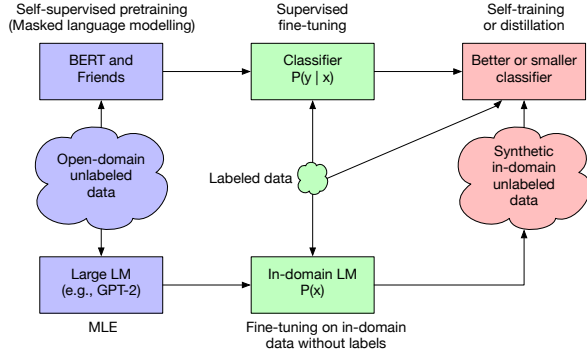 Self-supervised pretraining
(Masked language modelling)
Supervised
fine-tuning
Self-training
or distillation
BERT and
Friends
Classifier
P(y | x)
Better or smaller
classifier
Open-domain
unlabeled
data
Labeled data
Synthetic
in-domain
unlabeled
data
Large LM
(e.g., GPT-2)
In-domain LM
P(x)
MLE
Fine-tuning on in-domain
data without labels